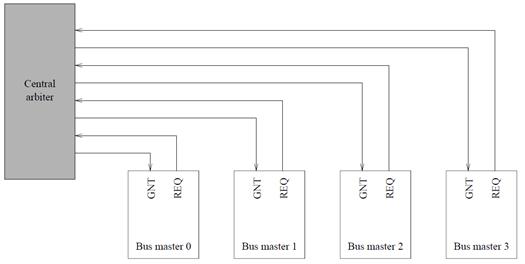 Central
arbiter
GNT
REQ
GNT
REQ
GNT
REQ
GNT
REQ
Bus master 0
Bus master 1
Bus master 2
Bus master 3